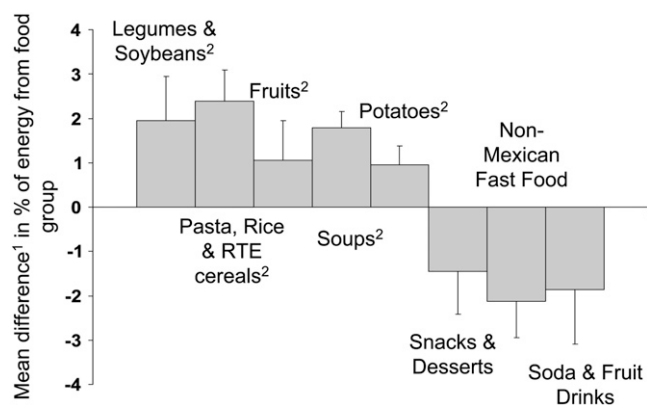 Mean difference¹ in % of energy from food
group
4
3
2
1
0
-1
-2
-3
-4
Legumes &
Soybeans²
Pasta, Rice
& RTE
cereals²
Fruits²
Soups²
Potatoes²
Snacks &
Desserts
Non-
Mexican
Fast Food
Soda & Fruit
Drinks